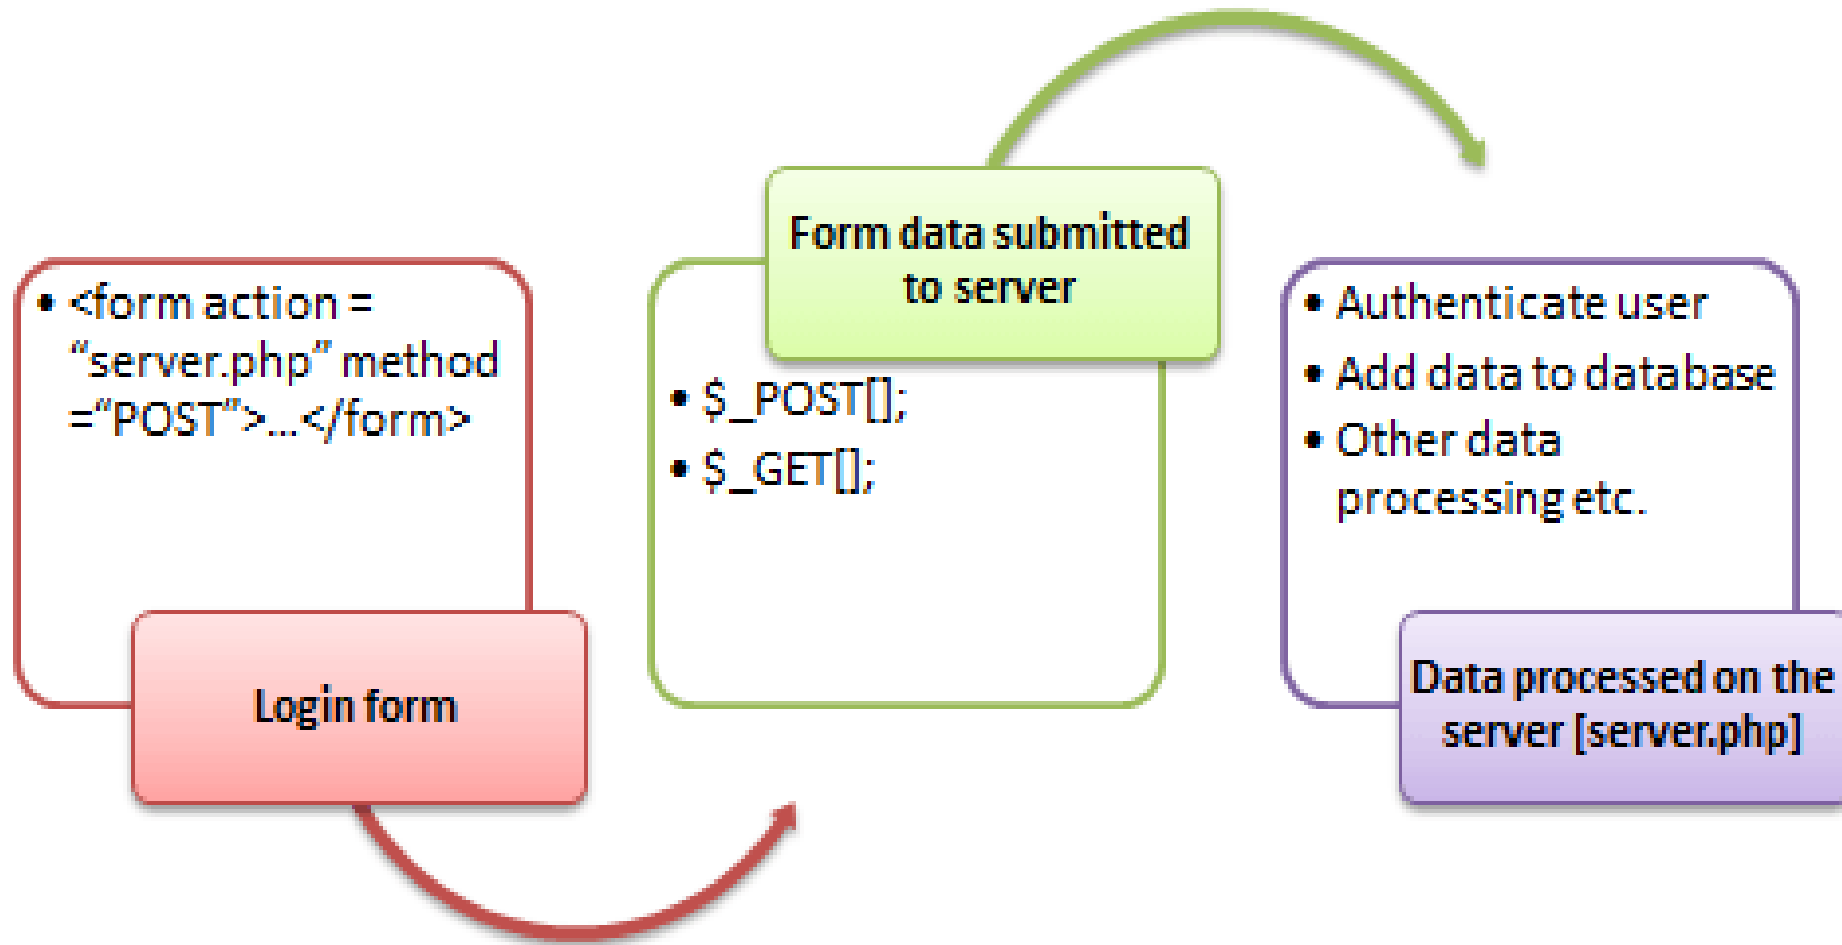 • <form action =
“server.php” method
=“POST”>...</form>
Login form
Form data submitted
to server
• $_POST[];
• $_GET[];
• Authenticate user
• Add data to database
• Other data
processing etc.
Data processed on the
server [server.php]